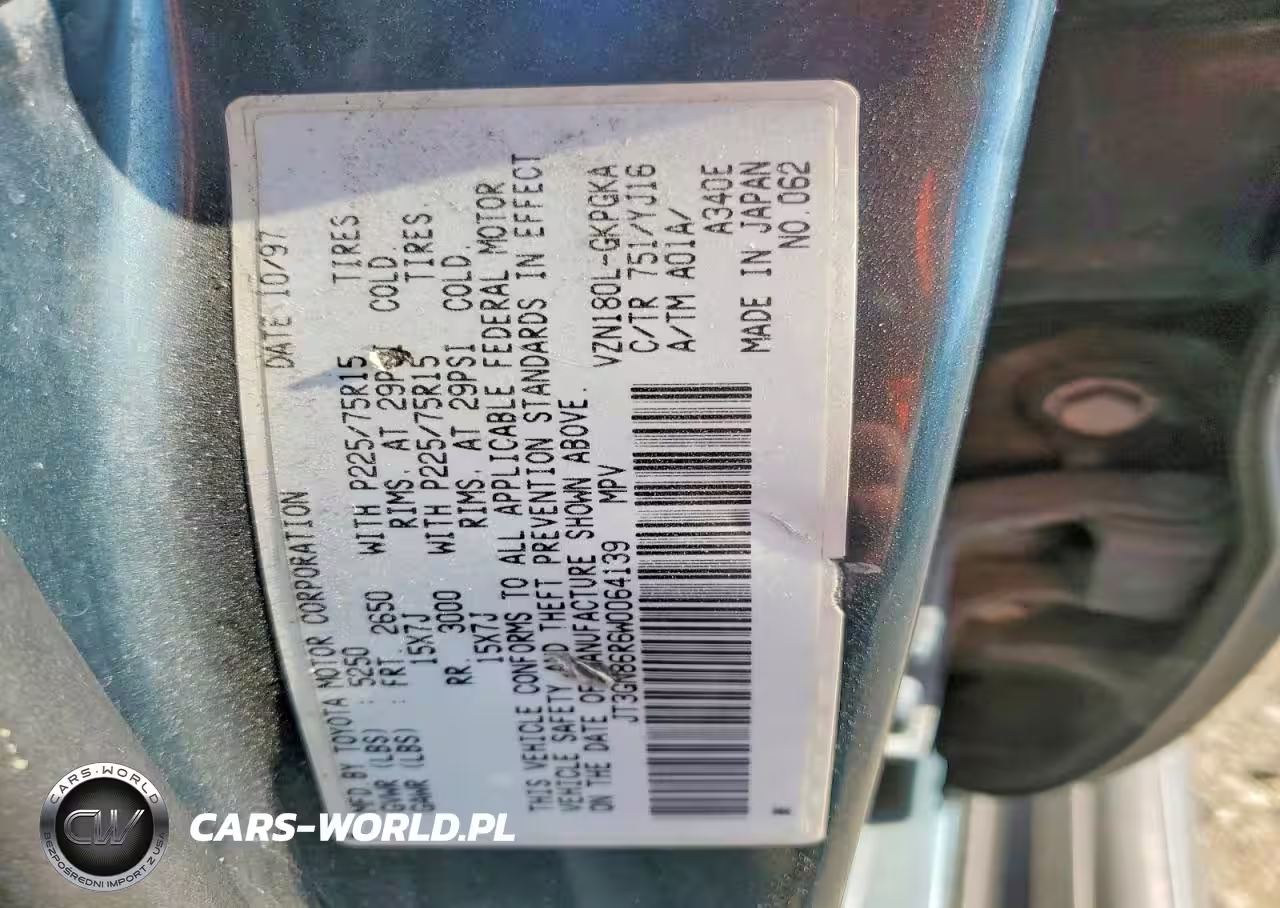 MFD. BY TOYOTA MOTOR CORPORATION DATE 10/97
GVWR (LBS) : 5250 WITH P225/75R15 TIRES.
GAWR (LBS) : FRT. 2650 RIMS. AT 29PSI COLD.
15X7J WITH P225/75R15 TIRES.
RR. 3000 RIMS. AT 29PSI COLD.
15X7J
THIS VEHICLE CONFORMS TO ALL APPLICABLE FEDERAL MOTOR
VEHICLE SAFETY AND THEFT PREVENTION STANDARDS IN EFFECT
ON THE DATE OF MANUFACTURE SHOWN ABOVE.
JT3GN86R6W0064139 MPV
VZN180L-GKPGKA
C/TR 751/YJ16
A/TM A01A/
A340E
MADE IN JAPAN
NO.062
CARS-WORLD
CW
BEZPOŚREDNI IMPORT Z USA
CARS-WORLD.PL